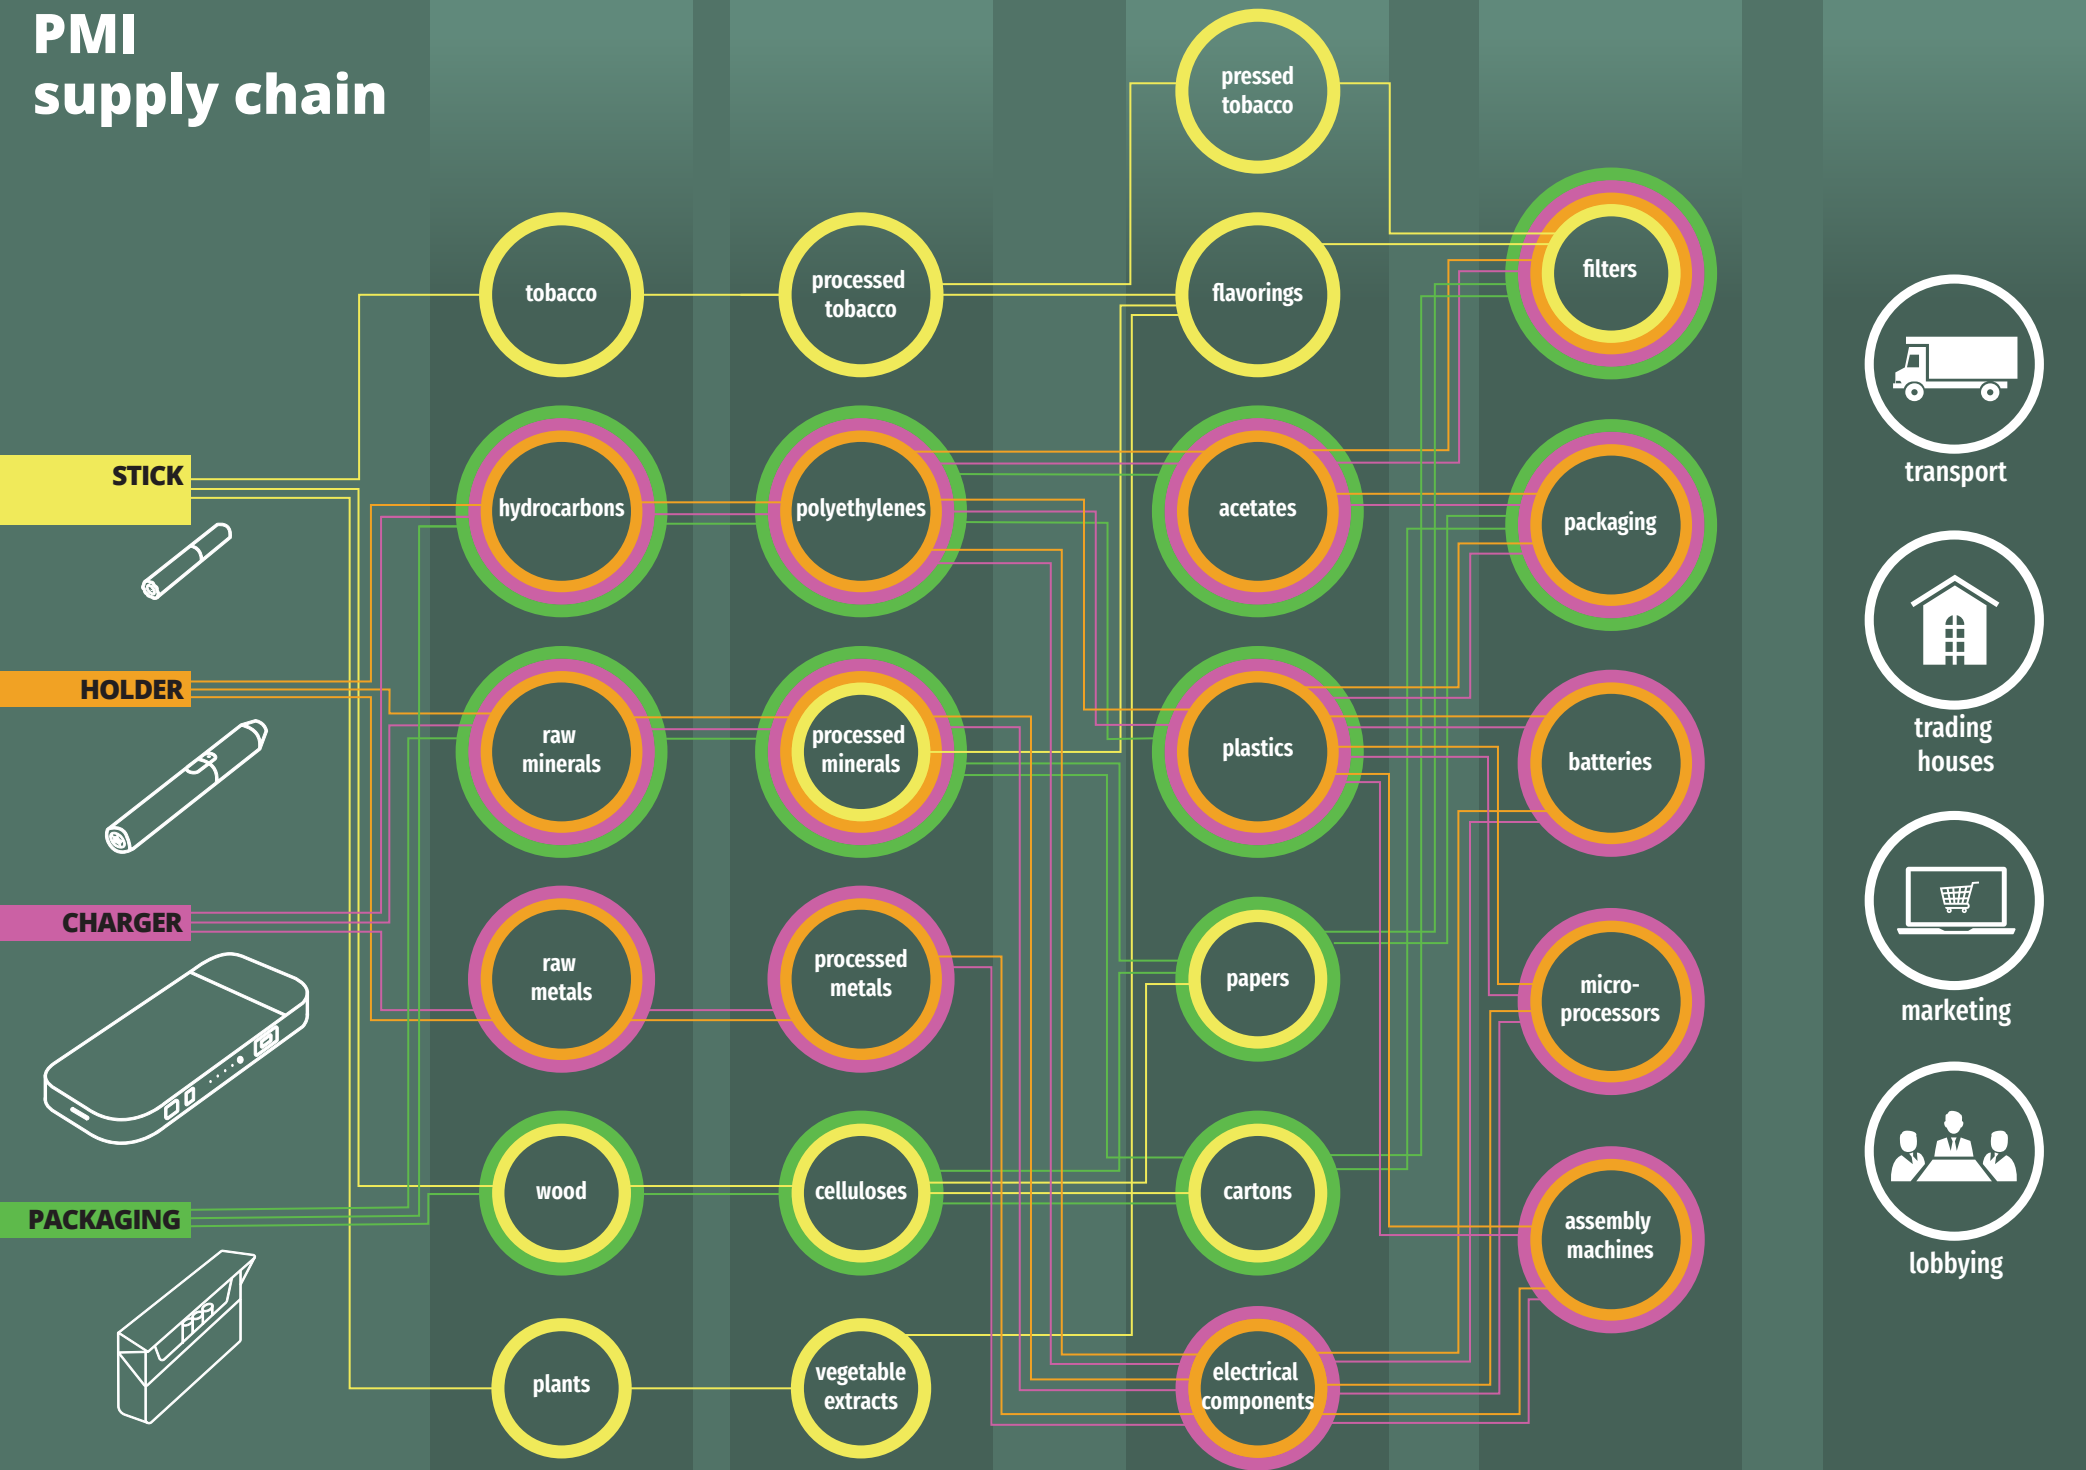 PMI
supply chain
STICK
HOLDER
CHARGER
PACKAGING
tobacco
hydrocarbons
raw
minerals
raw
metals
wood
plants
processed
tobacco
polyethylenes
processed
minerals
processed
metals
celluloses
vegetable
extracts
pressed
tobacco
flavorings
acetates
plastics
papers
cartons
electrical
components
filters
packaging
batteries
micro-
processors
assembly
machines
transport
trading
houses
marketing
lobbying